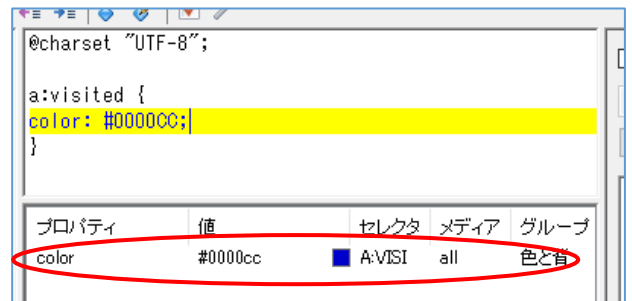 @charset "UTF-8";
a:visited {
color: #0000CC;
}
プロパティ 値 セレクタ メディア グループ
color #0000cc A:VISI all 色と背